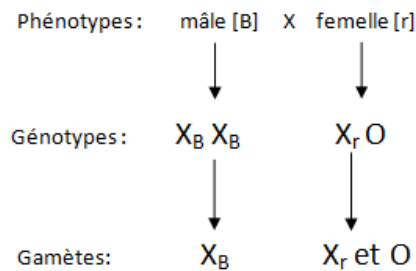 Phénotypes: mâle [B] X femelle [r]
Génotypes: X_B X_B X_r O
Gamètes: X_B X_r et O